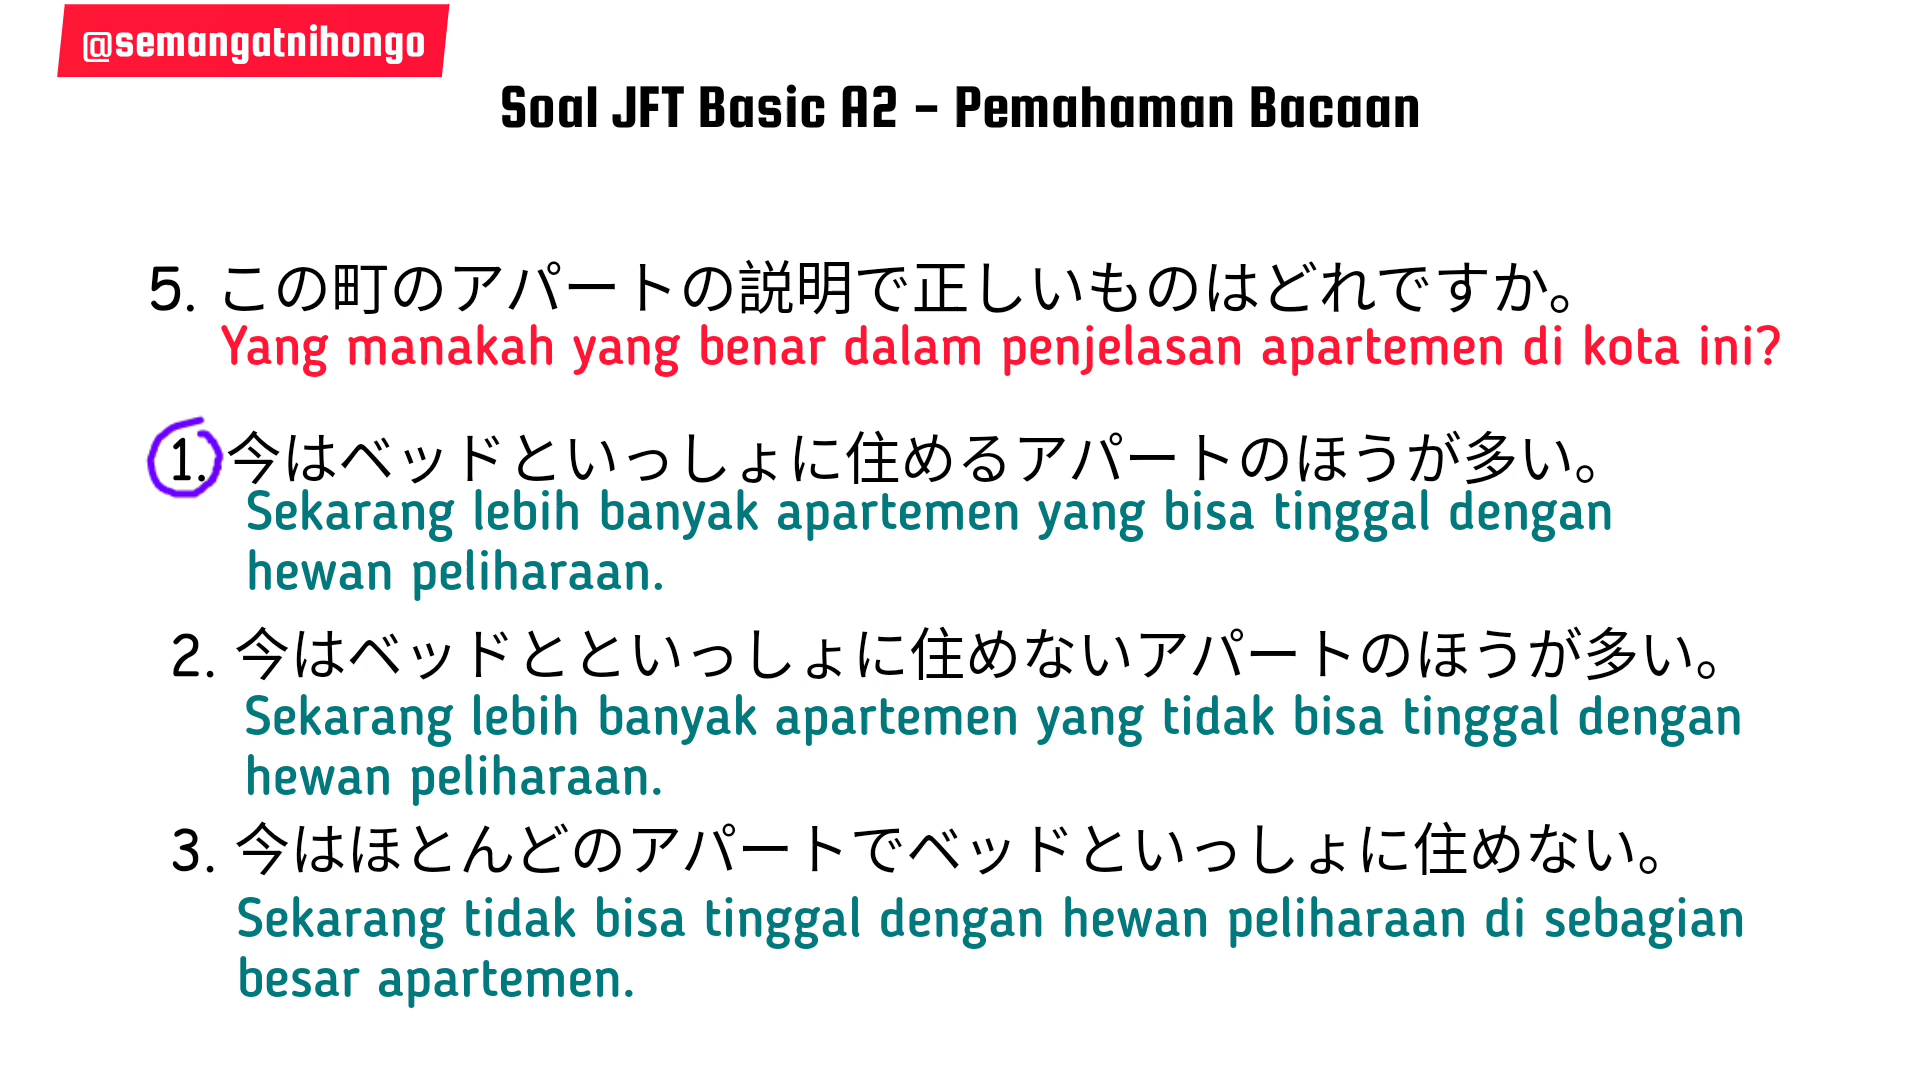 @semangatnihongo
Soal JFT Basic A2 - Pemahaman Bacaan
5. この町のアパートの説明で正しいものはどれですか。
Yang manakah yang benar dalam penjelasan apartemen di kota ini?
1. 今はベッドといっしょに住めるアパートのほうが多い。
Sekarang lebih banyak apartemen yang bisa tinggal dengan
hewan peliharaan.
2. 今はベッドとといっしょに住めないアパートのほうが多い。
Sekarang lebih banyak apartemen yang tidak bisa tinggal dengan
hewan peliharaan.
3. 今はほとんどのアパートでベッドといっしょに住めない。
Sekarang tidak bisa tinggal dengan hewan peliharaan di sebagian
besar apartemen.